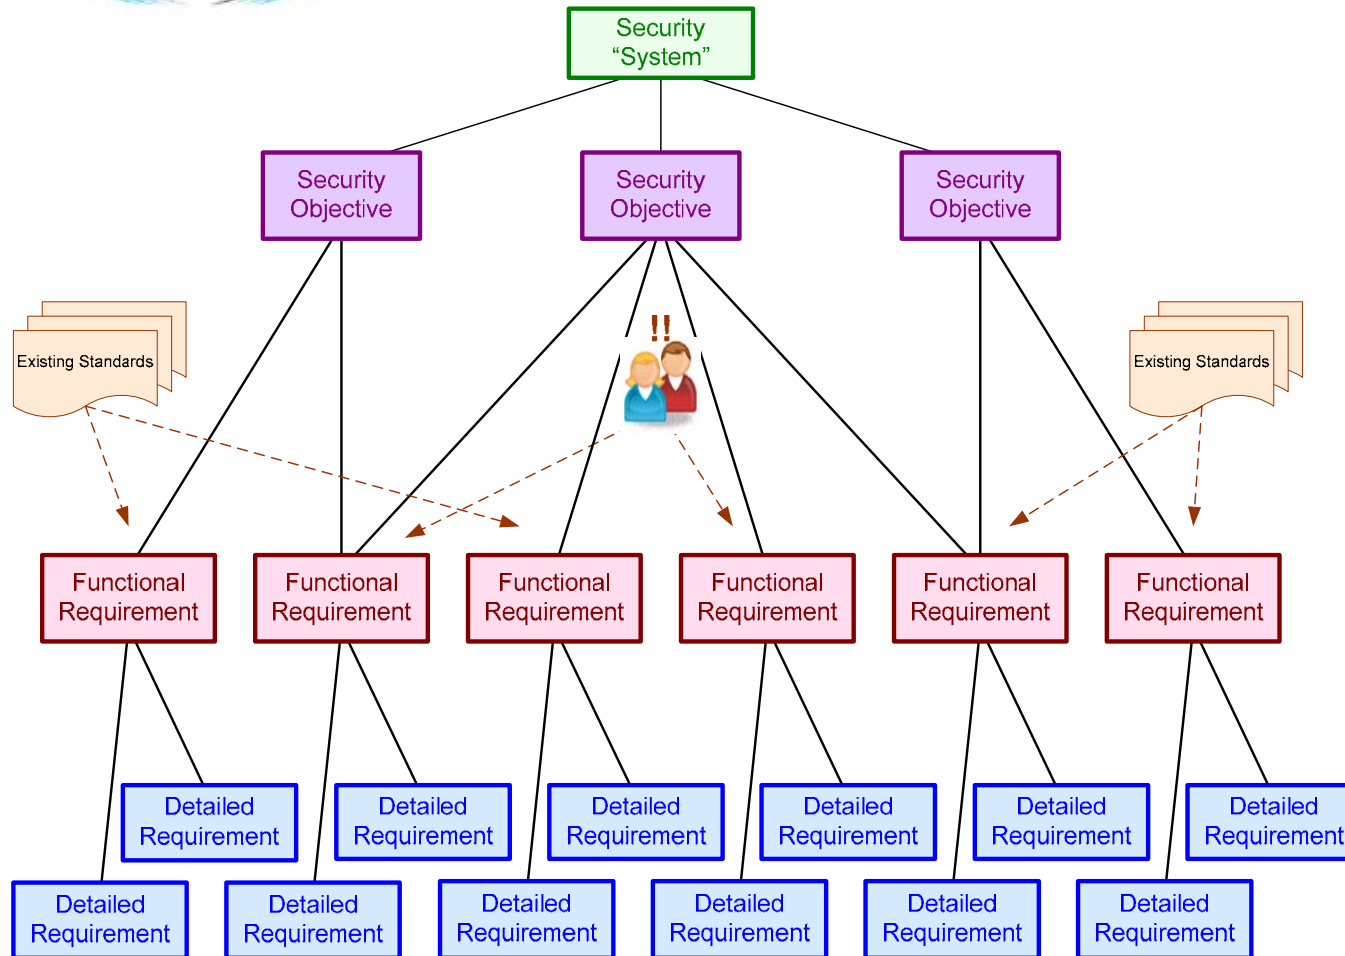 Security
“System”
Security
Objective
Security
Objective
Security
Objective
!!
Existing Standards
Existing Standards
Functional
Requirement
Functional
Requirement
Functional
Requirement
Functional
Requirement
Functional
Requirement
Functional
Requirement
Detailed
Requirement
Detailed
Requirement
Detailed
Requirement
Detailed
Requirement
Detailed
Requirement
Detailed
Requirement
Detailed
Requirement
Detailed
Requirement
Detailed
Requirement
Detailed
Requirement
Detailed
Requirement
Detailed
Requirement